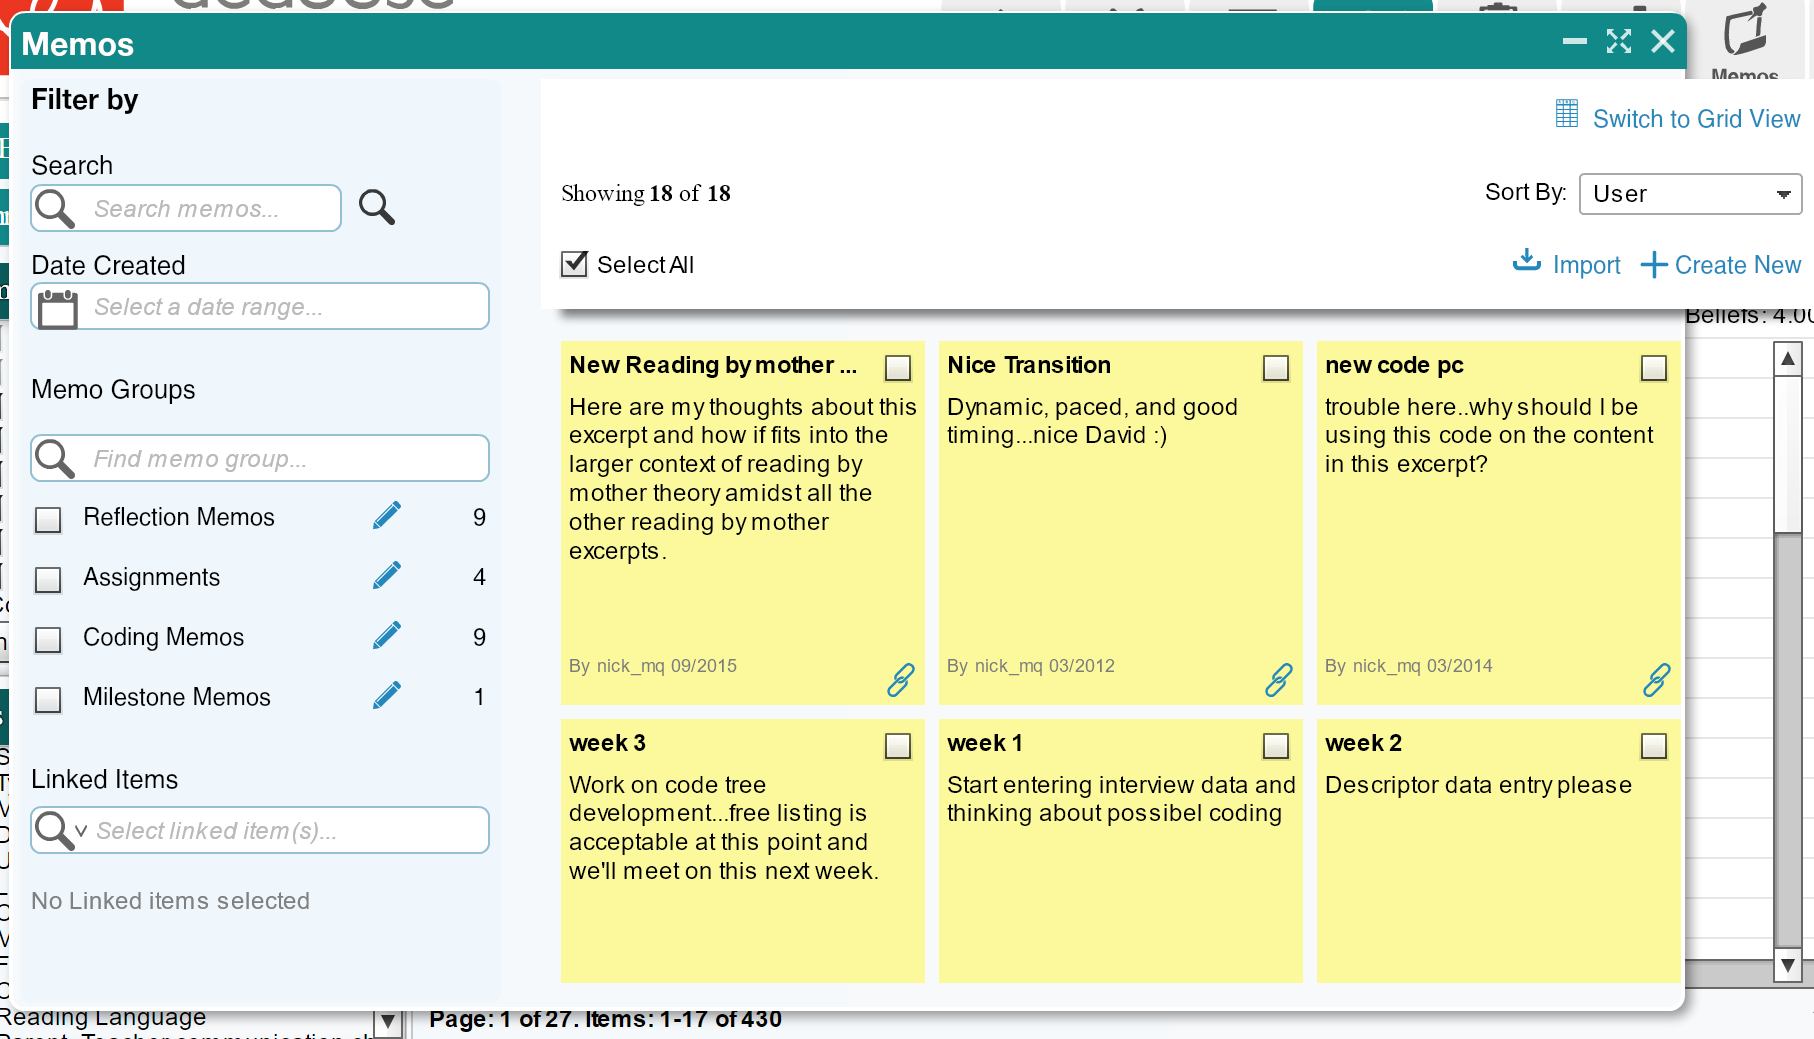 Memos
Memos
Filter by
Switch to Grid View
Search
Search memos...
Showing 18 of 18
Sort By: User
Date Created
Select a date range...
Select All
Import
Create New
Beliefs: 4.00
Memo Groups
Find memo group...
Reflection Memos 9
Assignments 4
Coding Memos 9
Milestone Memos 1
Linked Items
Select linked item(s)...
No Linked items selected
New Reading by mother ...
Here are my thoughts about this
excerpt and how if fits into the
larger context of reading by
mother theory amidst all the
other reading by mother
excerpts.
By nick_mq 09/2015
Nice Transition
Dynamic, paced, and good
timing...nice David :)
By nick_mq 03/2012
new code pc
trouble here..why should I be
using this code on the content
in this excerpt?
By nick_mq 03/2014
week 3
Work on code tree
development...free listing is
acceptable at this point and
we'll meet on this next week.
week 1
Start entering interview data and
thinking about possibel coding
week 2
Descriptor data entry please
Reading Language
Page: 1 of 27. Items: 1-17 of 430